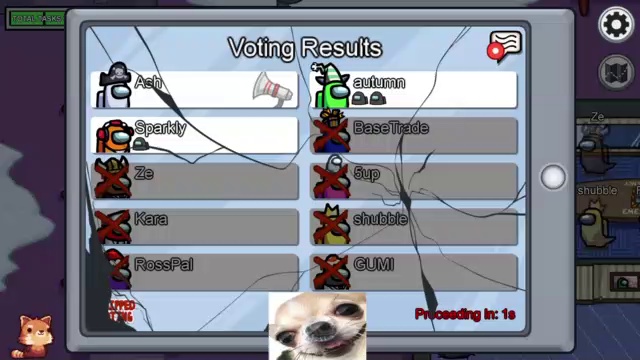 TOTAL TASKS
Voting Results
Ash
autumn
Sparkly
BaseTrade
Ze
5up
Kara
shubble
RossPal
GUMI
Proceeding In: 1s
Ze
shubble